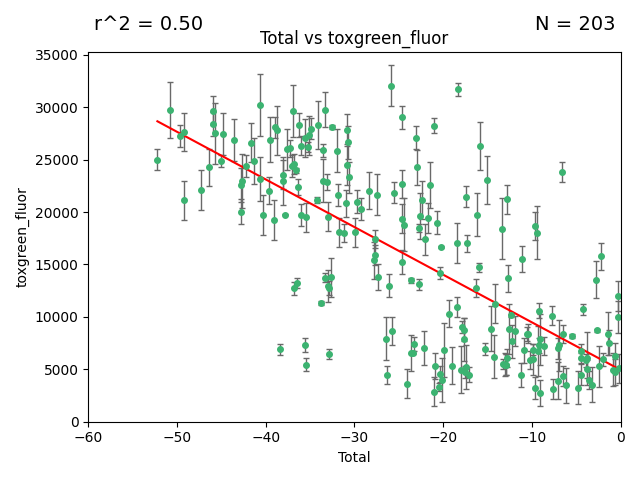 r^2 = 0.50 N = 203
Total vs toxgreen_fluor
35000
30000
25000
20000
15000
10000
5000
0
toxgreen_fluor
−60 −50 −40 −30 −20 −10 0
Total